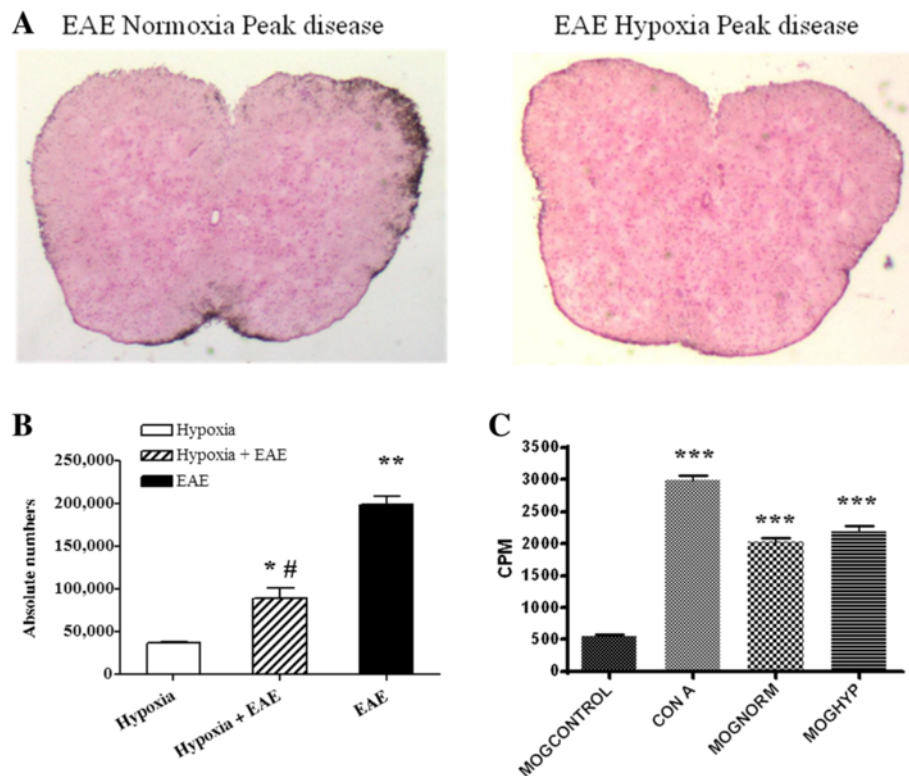 A EAE Normoxia Peak disease EAE Hypoxia Peak disease
B
Hypoxia
Hypoxia + EAE
EAE
250,000
200,000
150,000
100,000
50,000
0
Absolute numbers
* #
**
Hypoxia
Hypoxia + EAE
EAE
C
3500
3000
2500
2000
1500
1000
500
0
CPM
***
***
***
MOGCONTROL
CON A
MOGNORM
MOGHYP